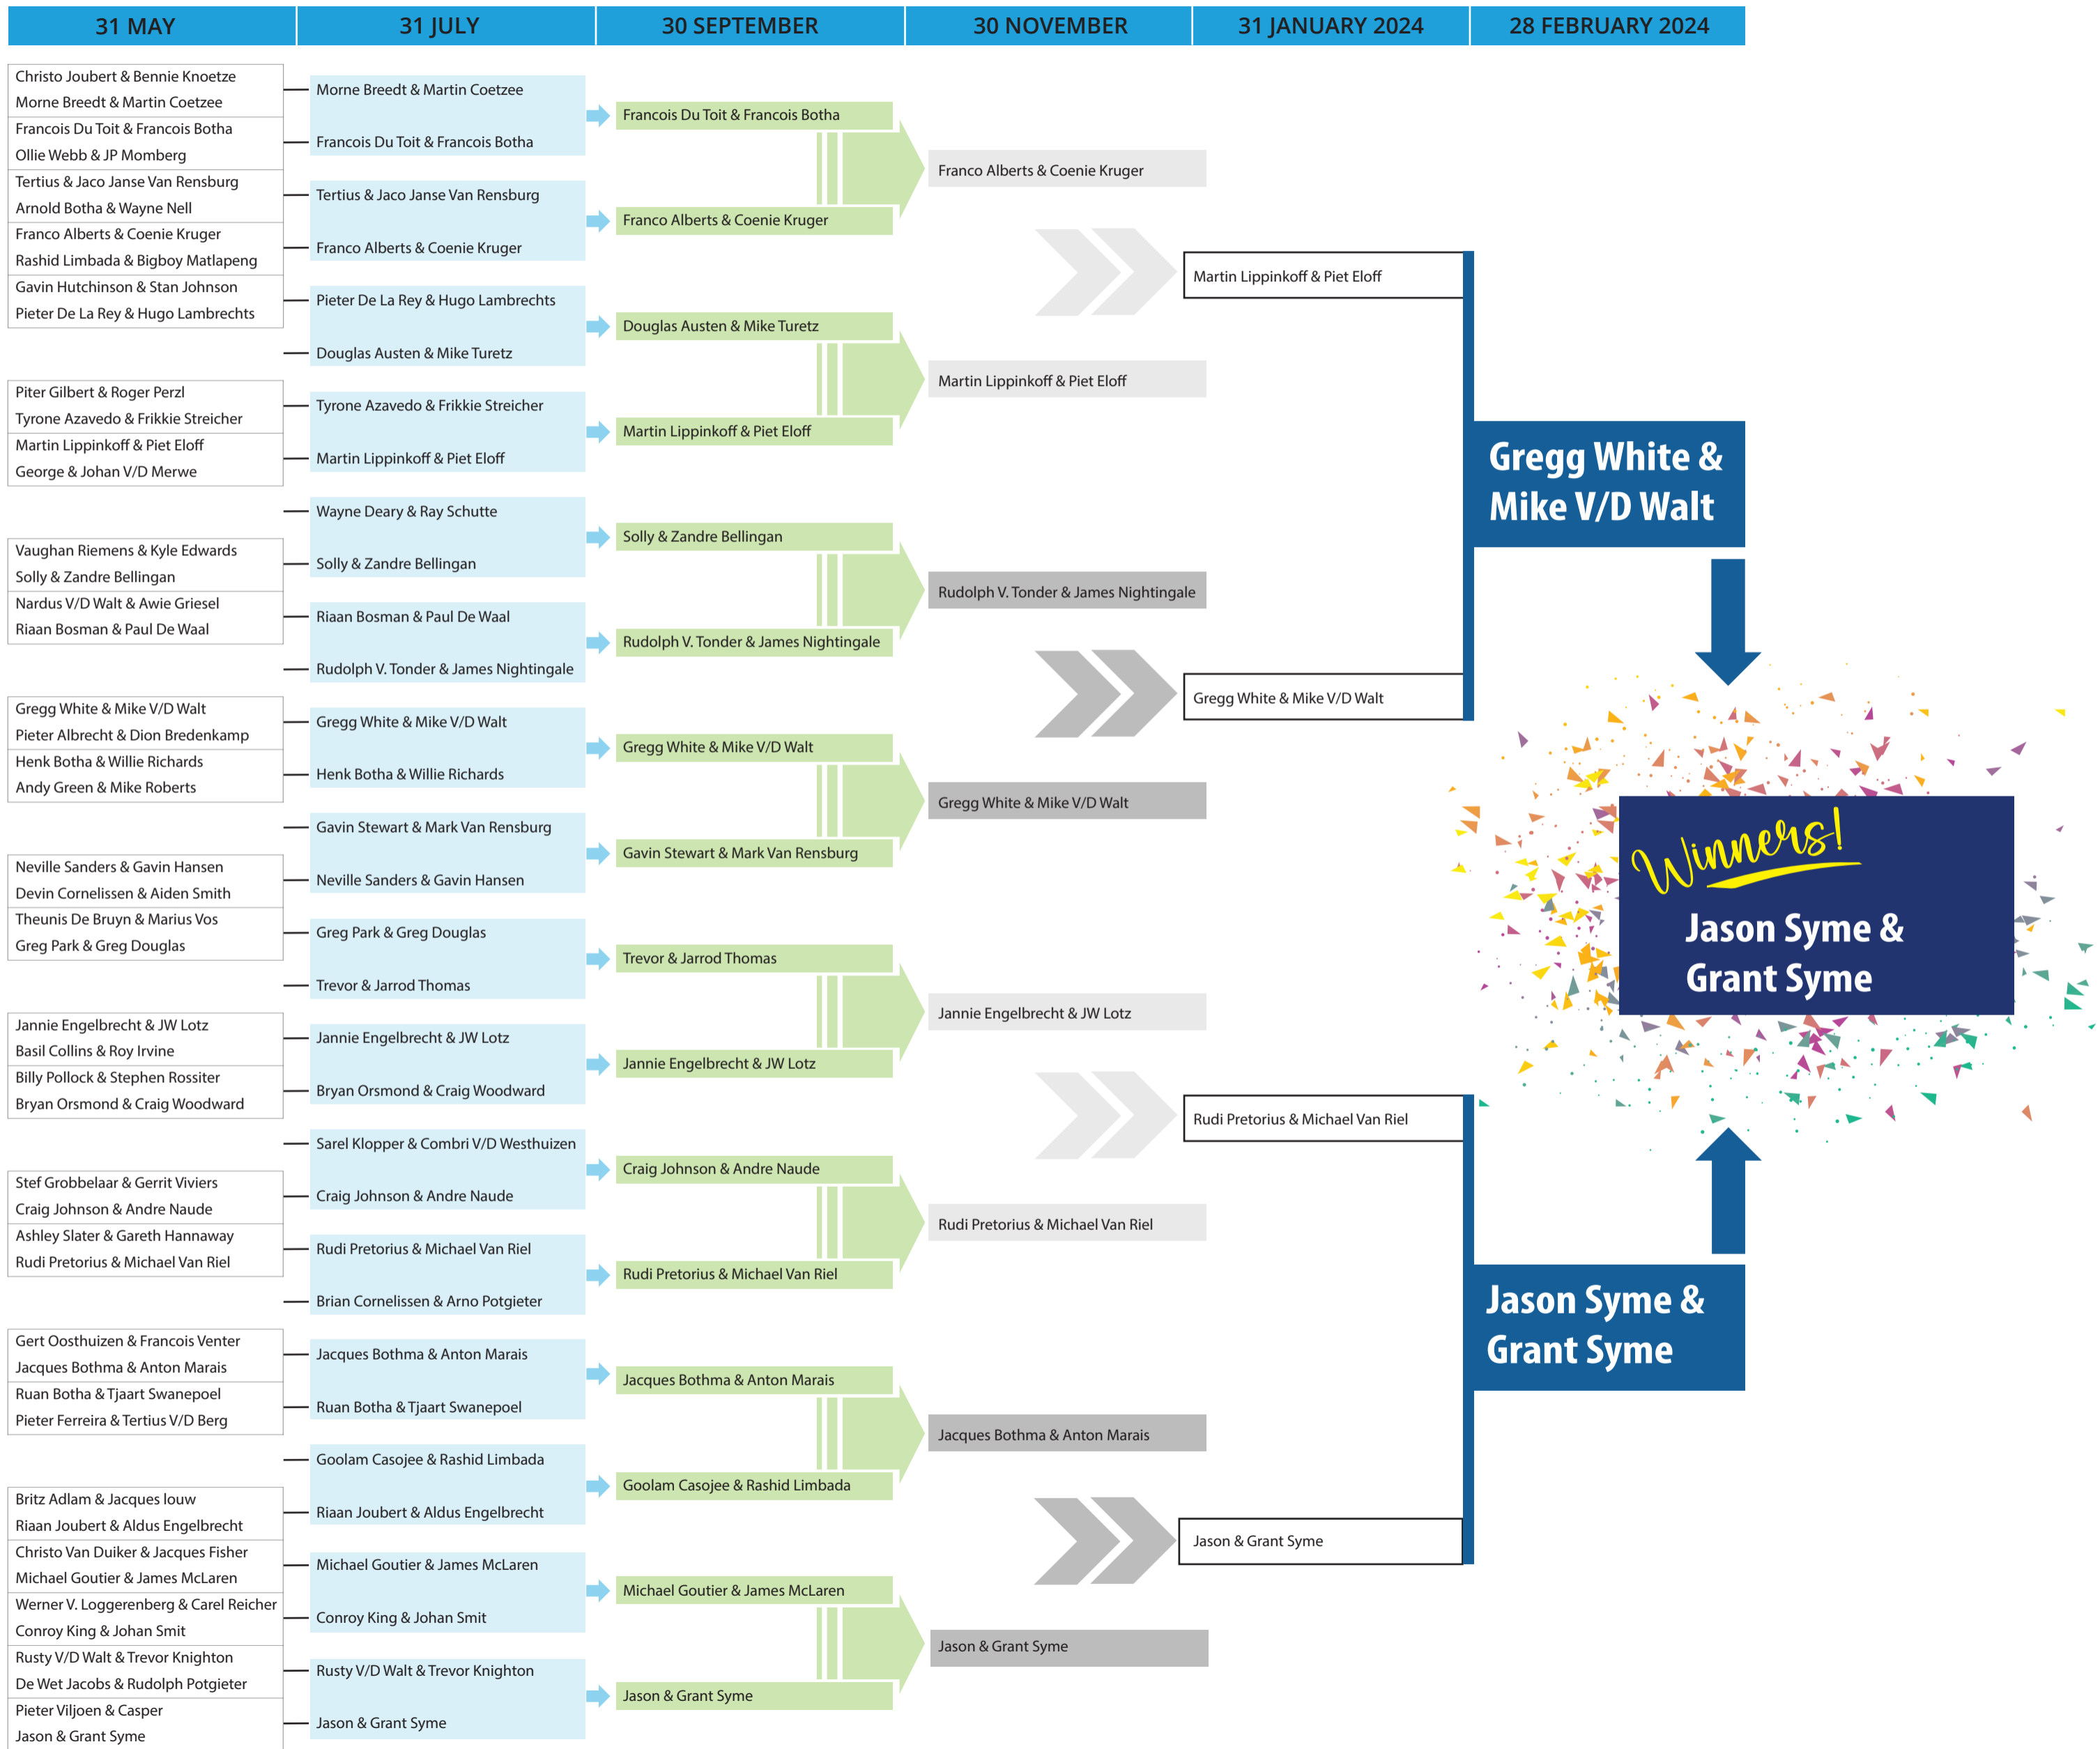 31 MAY
31 JULY
30 SEPTEMBER
30 NOVEMBER
31 JANUARY 2024
28 FEBRUARY 2024
Christo Joubert & Bennie Knoetze
Morne Breedt & Martin Coetzee
Francois Du Toit & Francois Botha
Ollie Webb & JP Momberg
Tertius & Jaco Janse Van Rensburg
Arnold Botha & Wayne Nell
Franco Alberts & Coenie Kruger
Rashid Limbada & Bigboy Matlapeng
Gavin Hutchinson & Stan Johnson
Pieter De La Rey & Hugo Lambrechts
Piter Gilbert & Roger Perzl
Tyrone Azavedo & Frikkie Streicher
Martin Lippinkoff & Piet Eloff
George & Johan V/D Merwe
Vaughan Riemens & Kyle Edwards
Solly & Zandre Bellingan
Nardus V/D Walt & Awie Griesel
Riaan Bosman & Paul De Waal
Gregg White & Mike V/D Walt
Pieter Albrecht & Dion Bredenkamp
Henk Botha & Willie Richards
Andy Green & Mike Roberts
Neville Sanders & Gavin Hansen
Devin Cornelissen & Aiden Smith
Theunis De Bruyn & Marius Vos
Greg Park & Greg Douglas
Jannie Engelbrecht & JW Lotz
Basil Collins & Roy Irvine
Billy Pollock & Stephen Rossiter
Bryan Orsmond & Craig Woodward
Stef Grobbelaar & Gerrit Viviers
Craig Johnson & Andre Naude
Ashley Slater & Gareth Hannaway
Rudi Pretorius & Michael Van Riel
Gert Oosthuizen & Francois Venter
Jacques Bothma & Anton Marais
Ruan Botha & Tjaart Swanepoel
Pieter Ferreira & Tertius V/D Berg
Britz Adlam & Jacques louw
Riaan Joubert & Aldus Engelbrecht
Christo Van Duiker & Jacques Fisher
Michael Goutier & James McLaren
Werner V. Loggerenberg & Carel Reicher
Conroy King & Johan Smit
Rusty V/D Walt & Trevor Knighton
De Wet Jacobs & Rudolph Potgieter
Pieter Viljoen & Casper
Jason & Grant Syme
Morne Breedt & Martin Coetzee
Francois Du Toit & Francois Botha
Tertius & Jaco Janse Van Rensburg
Franco Alberts & Coenie Kruger
Pieter De La Rey & Hugo Lambrechts
Douglas Austen & Mike Turetz
Tyrone Azavedo & Frikkie Streicher
Martin Lippinkoff & Piet Eloff
Wayne Deary & Ray Schutte
Solly & Zandre Bellingan
Riaan Bosman & Paul De Waal
Rudolph V. Tonder & James Nightingale
Gregg White & Mike V/D Walt
Henk Botha & Willie Richards
Gavin Stewart & Mark Van Rensburg
Neville Sanders & Gavin Hansen
Greg Park & Greg Douglas
Trevor & Jarrod Thomas
Jannie Engelbrecht & JW Lotz
Bryan Orsmond & Craig Woodward
Sarel Klopper & Combri V/D Westhuizen
Craig Johnson & Andre Naude
Rudi Pretorius & Michael Van Riel
Brian Cornelissen & Arno Potgieter
Jacques Bothma & Anton Marais
Ruan Botha & Tjaart Swanepoel
Goolam Casojee & Rashid Limbada
Riaan Joubert & Aldus Engelbrecht
Michael Goutier & James McLaren
Conroy King & Johan Smit
Rusty V/D Walt & Trevor Knighton
Jason & Grant Syme
Francois Du Toit & Francois Botha
Franco Alberts & Coenie Kruger
Douglas Austen & Mike Turetz
Martin Lippinkoff & Piet Eloff
Solly & Zandre Bellingan
Rudolph V. Tonder & James Nightingale
Gregg White & Mike V/D Walt
Gavin Stewart & Mark Van Rensburg
Trevor & Jarrod Thomas
Jannie Engelbrecht & JW Lotz
Craig Johnson & Andre Naude
Rudi Pretorius & Michael Van Riel
Jacques Bothma & Anton Marais
Goolam Casojee & Rashid Limbada
Michael Goutier & James McLaren
Jason & Grant Syme
Franco Alberts & Coenie Kruger
Martin Lippinkoff & Piet Eloff
Rudolph V. Tonder & James Nightingale
Gregg White & Mike V/D Walt
Jannie Engelbrecht & JW Lotz
Rudi Pretorius & Michael Van Riel
Jacques Bothma & Anton Marais
Jason & Grant Syme
Martin Lippinkoff & Piet Eloff
Gregg White & Mike V/D Walt
Rudi Pretorius & Michael Van Riel
Jason & Grant Syme
Gregg White &
Mike V/D Walt
Winners!
Jason Syme &
Grant Syme
Jason Syme &
Grant Syme